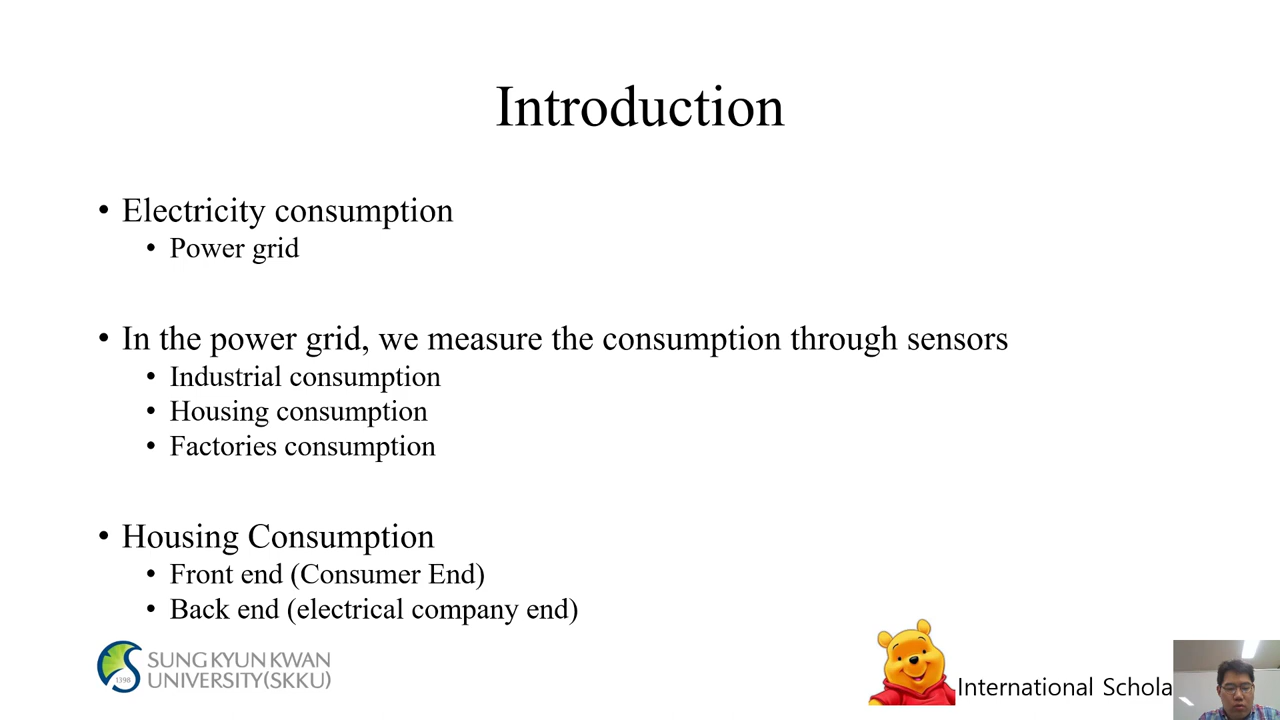 Introduction
• Electricity consumption
• Power grid
• In the power grid, we measure the consumption through sensors
• Industrial consumption
• Housing consumption
• Factories consumption
• Housing Consumption
• Front end (Consumer End)
• Back end (electrical company end)
1398
SUNG KYUN KWAN
UNIVERSITY(SKKU)
International Schola